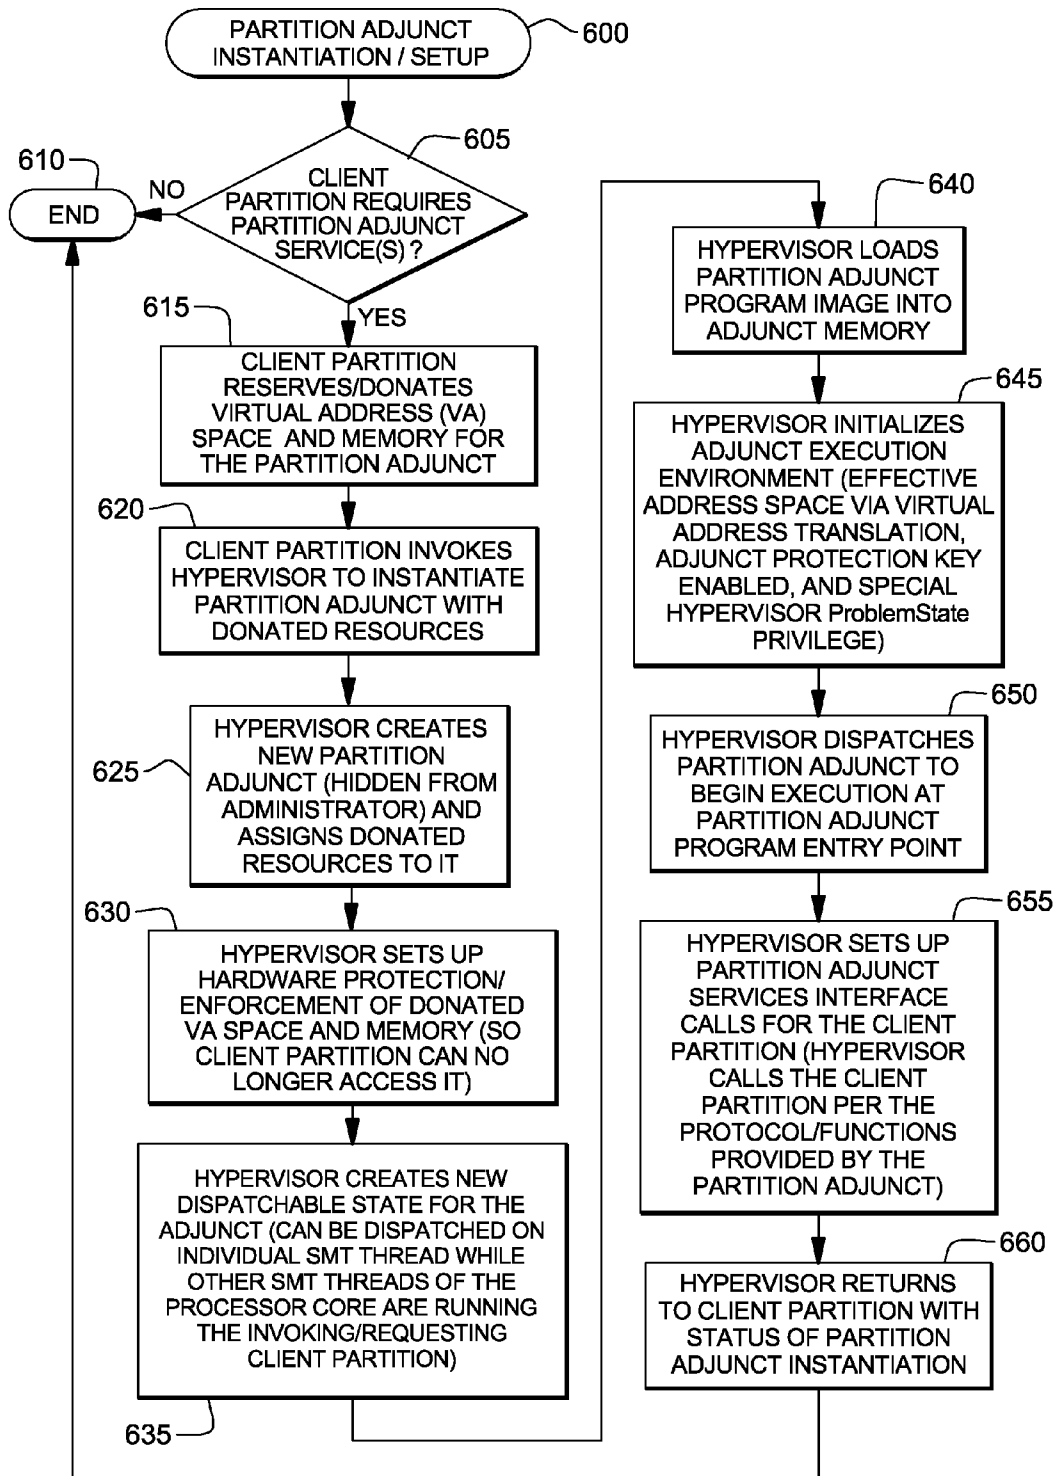 PARTITION ADJUNCT
INSTANTIATION / SETUP
600
605
CLIENT
PARTITION REQUIRES
PARTITION ADJUNCT
SERVICE(S) ?
NO
610
END
YES
615
CLIENT PARTITION
RESERVES/DONATES
VIRTUAL ADDRESS (VA)
SPACE AND MEMORY FOR
THE PARTITION ADJUNCT
620
CLIENT PARTITION INVOKES
HYPERVISOR TO INSTANTIATE
PARTITION ADJUNCT WITH
DONATED RESOURCES
625
HYPERVISOR CREATES
NEW PARTITION
ADJUNCT (HIDDEN FROM
ADMINISTRATOR) AND
ASSIGNS DONATED
RESOURCES TO IT
630
HYPERVISOR SETS UP
HARDWARE PROTECTION/
ENFORCEMENT OF DONATED
VA SPACE AND MEMORY (SO
CLIENT PARTITION CAN NO
LONGER ACCESS IT)
HYPERVISOR CREATES NEW
DISPATCHABLE STATE FOR THE
ADJUNCT (CAN BE DISPATCHED ON
INDIVIDUAL SMT THREAD WHILE
OTHER SMT THREADS OF THE
PROCESSOR CORE ARE RUNNING
THE INVOKING/REQUESTING
CLIENT PARTITION)
635
640
HYPERVISOR LOADS
PARTITION ADJUNCT
PROGRAM IMAGE INTO
ADJUNCT MEMORY
645
HYPERVISOR INITIALIZES
ADJUNCT EXECUTION
ENVIRONMENT (EFFECTIVE
ADDRESS SPACE VIA VIRTUAL
ADDRESS TRANSLATION,
ADJUNCT PROTECTION KEY
ENABLED, AND SPECIAL
HYPERVISOR ProblemState
PRIVILEGE)
650
HYPERVISOR DISPATCHES
PARTITION ADJUNCT TO
BEGIN EXECUTION AT
PARTITION ADJUNCT
PROGRAM ENTRY POINT
655
HYPERVISOR SETS UP
PARTITION ADJUNCT
SERVICES INTERFACE
CALLS FOR THE CLIENT
PARTITION (HYPERVISOR
CALLS THE CLIENT
PARTITION PER THE
PROTOCOL/FUNCTIONS
PROVIDED BY THE
PARTITION ADJUNCT)
660
HYPERVISOR RETURNS
TO CLIENT PARTITION WITH
STATUS OF PARTITION
ADJUNCT INSTANTIATION